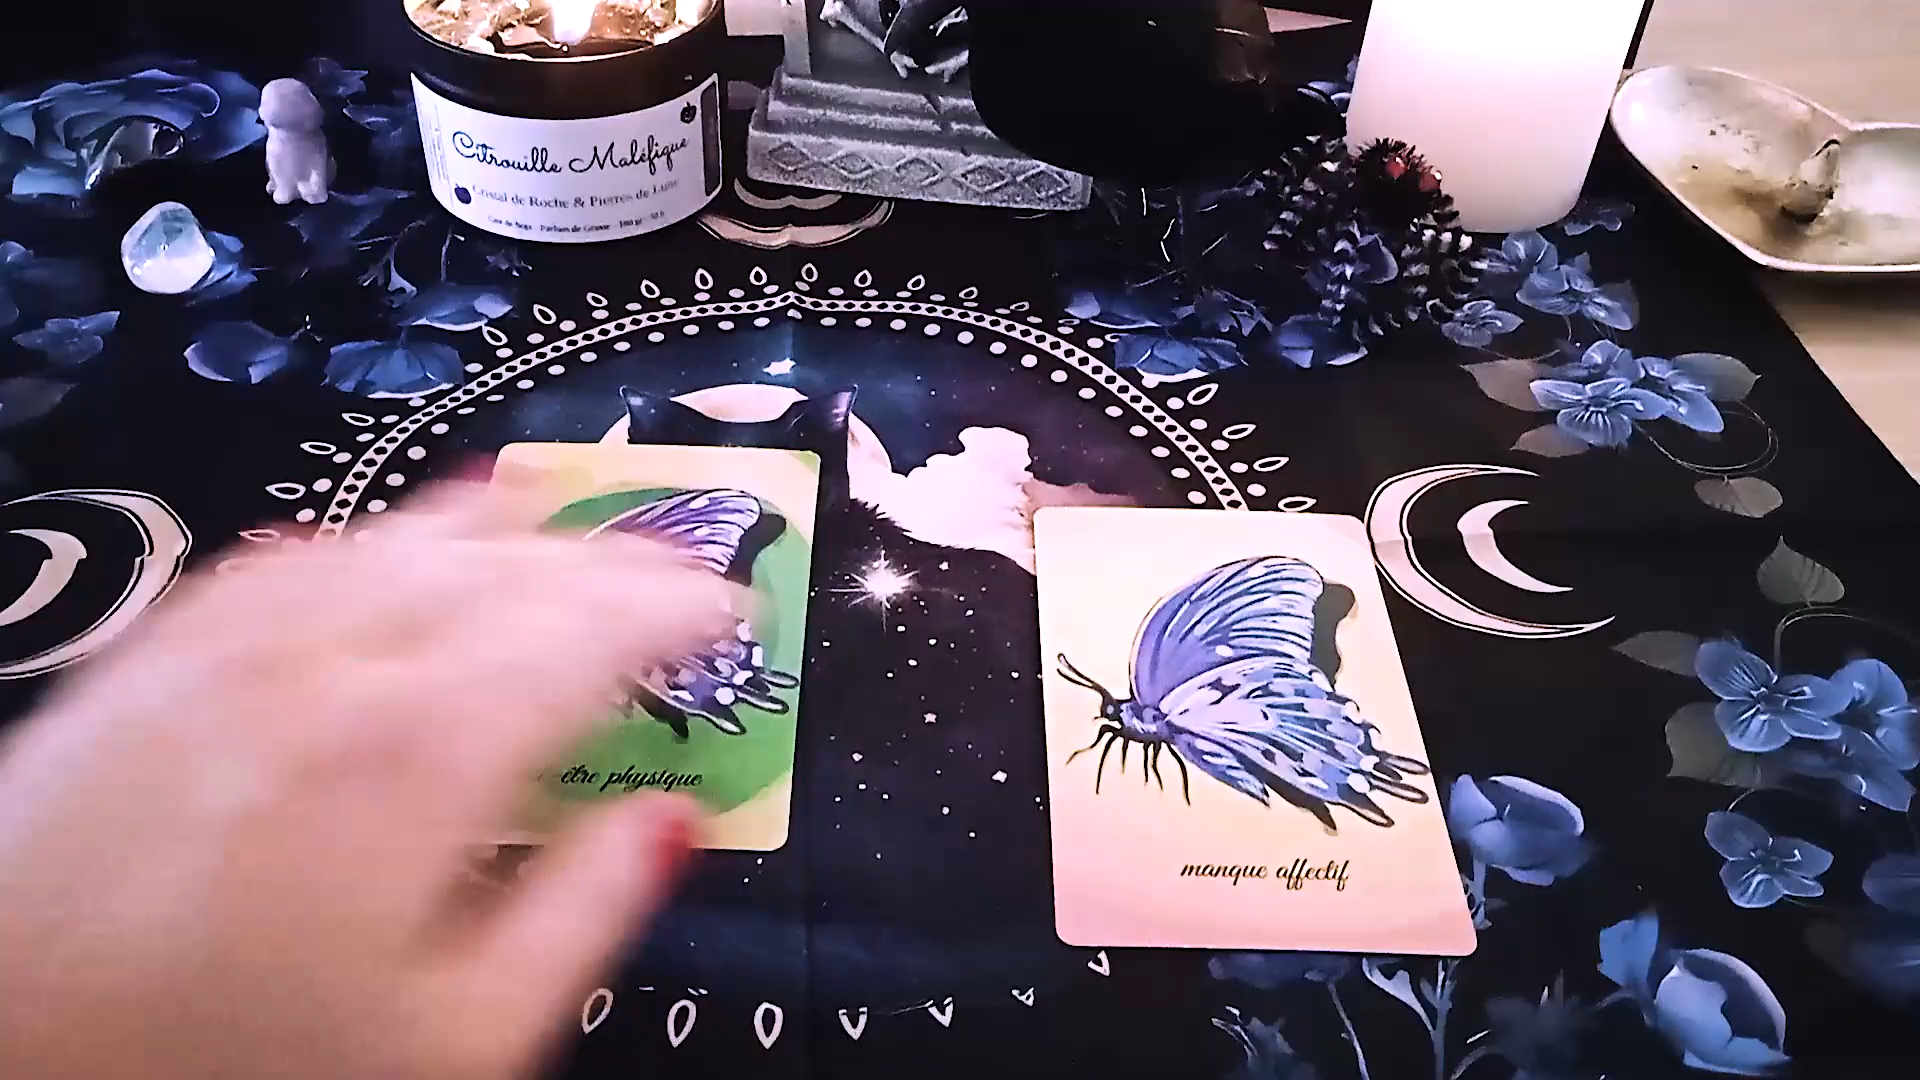 Citrouille Maléfique
Cristal de Roche & Pierres de Lune
être physique
manque affectif